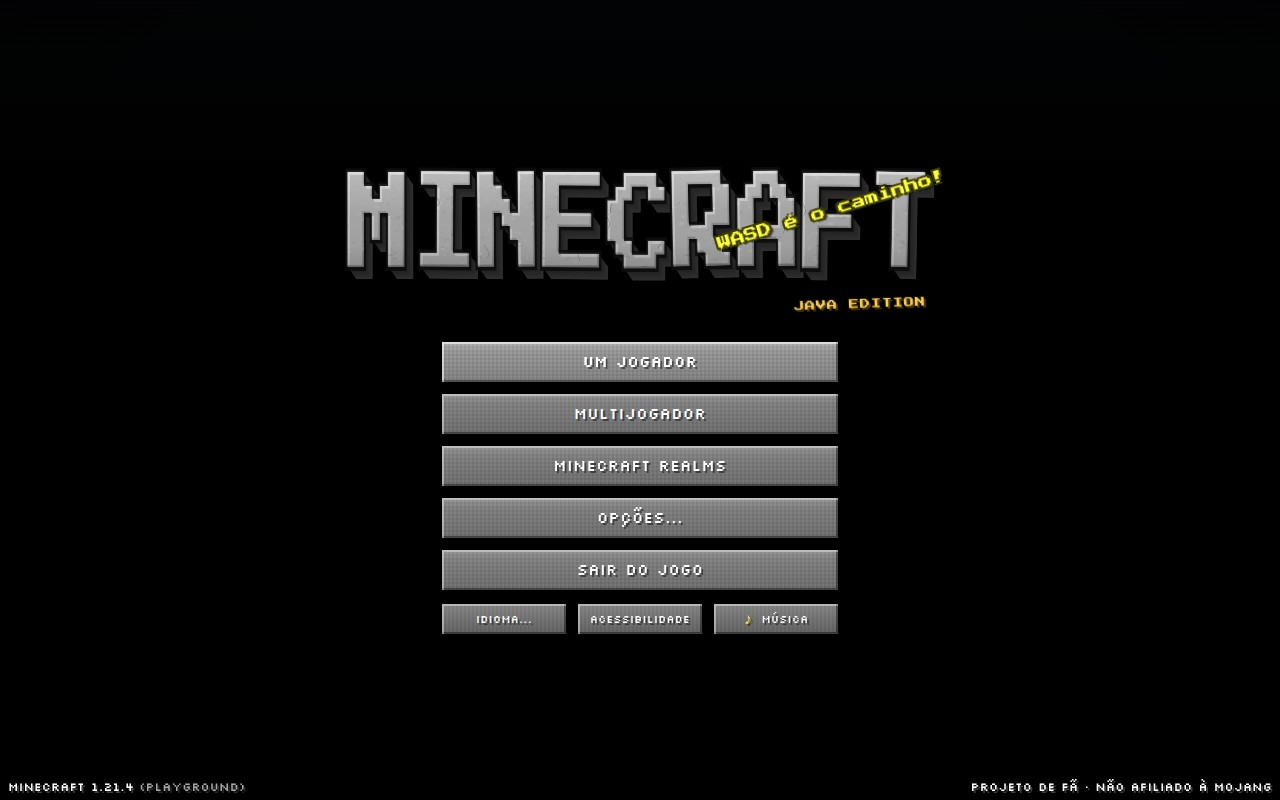 MINECRAFT
WASD é o caminho!
JAVA EDITION
UM JOGADOR
MULTIJOGADOR
MINECRAFT REALMS
OPÇÕES...
SAIR DO JOGO
IDIOMA...
ACESSIBILIDADE
♪ MÚSICA
MINECRAFT 1.21.4 (PLAYGROUND)
PROJETO DE FÃ · NÃO AFILIADO À MOJANG